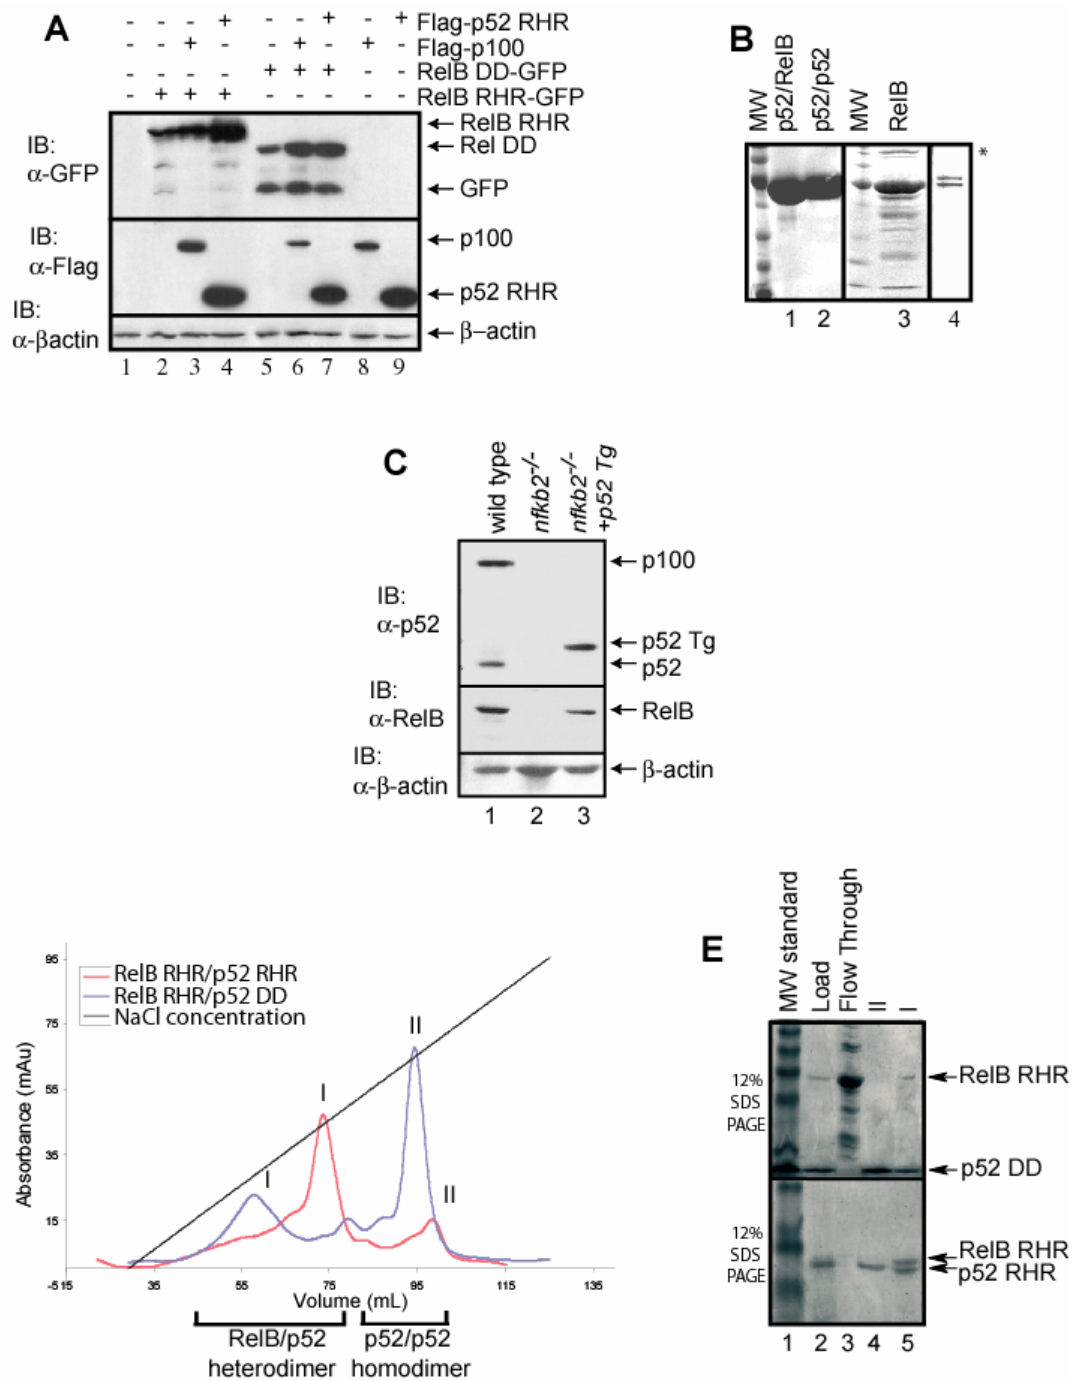 A
- - - + - - + - + Flag-p52 RHR
- - + - - + - + - Flag-p100
- - - - + + + - - RelB DD-GFP
- + + + - - - - - RelB RHR-GFP
IB:
α-GFP
RelB RHR
Rel DD
GFP
IB:
α-Flag
p100
p52 RHR
IB:
α-βactin
β-actin
1 2 3 4 5 6 7 8 9
B
MW
p52/RelB
p52/p52
MW
RelB
*
1 2 3 4
C
wild type
nfkb2-/-
nfkb2-/-
+p52 Tg
IB:
α-p52
p100
p52 Tg
p52
IB:
α-RelB
RelB
IB:
α-β-actin
β-actin
1 2 3
RelB RHR/p52 RHR
RelB RHR/p52 DD
NaCl concentration
Absorbance (mAu)
95
75
55
35
15
-515 35 55 75 95 115 135
I
I
II
II
Volume (mL)
RelB/p52
heterodimer
p52/p52
homodimer
E
MW standard
Load
Flow Through
II
I
12%
SDS
PAGE
RelB RHR
p52 DD
12%
SDS
PAGE
RelB RHR
p52 RHR
1 2 3 4 5